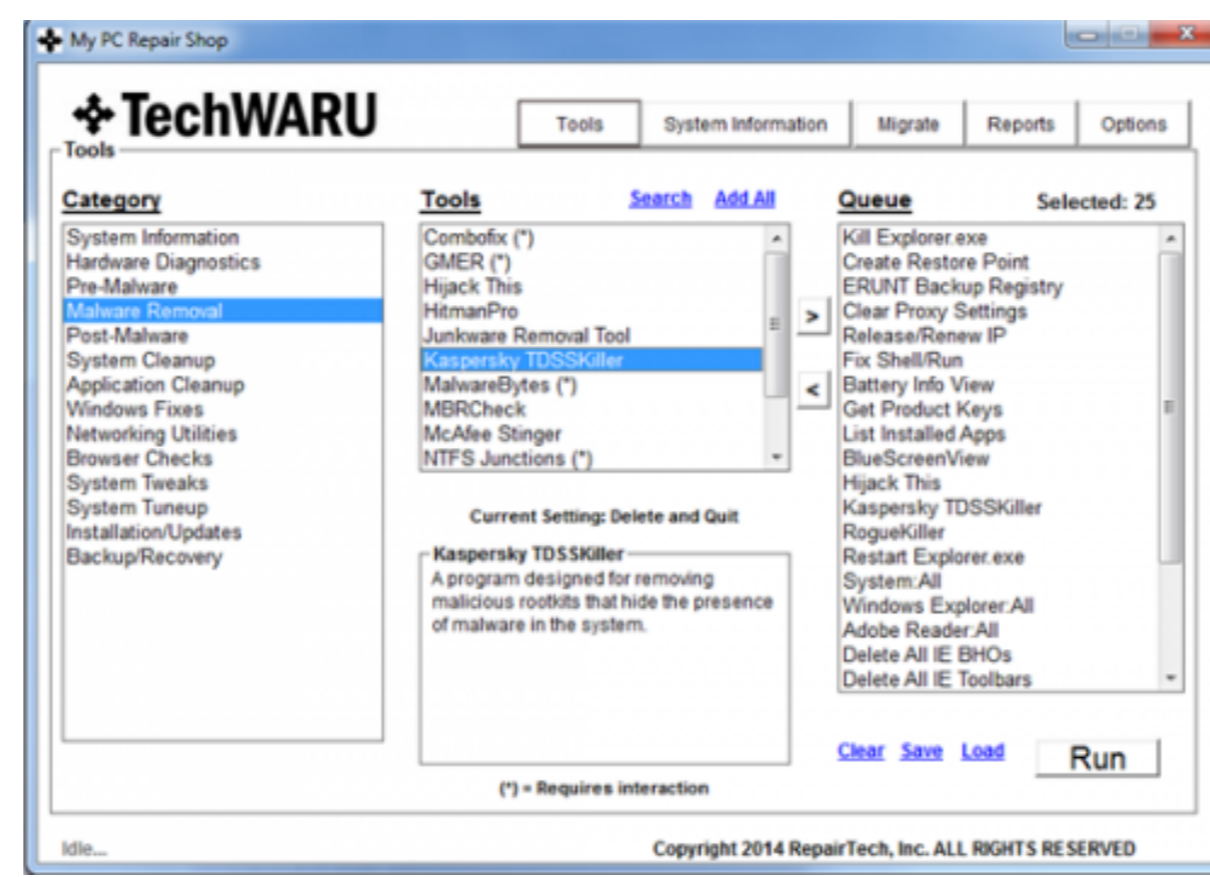 My PC Repair Shop
TechWARU
Tools System Information Migrate Reports Options
Tools
Category
System Information
Hardware Diagnostics
Pre-Malware
Malware Removal
Post-Malware
System Cleanup
Application Cleanup
Windows Fixes
Networking Utilities
Browser Checks
System Tweaks
System Tuneup
Installation/Updates
Backup/Recovery
Tools Search Add All
Combofix (*)
GMER (*)
Hijack This
HitmanPro
Junkware Removal Tool
Kaspersky TDSSKiller
MalwareBytes (*)
MBRCheck
McAfee Stinger
NTFS Junctions (*)
>
<
Current Setting: Delete and Quit
Kaspersky TDSSKiller
A program designed for removing
malicious rootkits that hide the presence
of malware in the system.
(*) = Requires interaction
Queue Selected: 25
Kill Explorer.exe
Create Restore Point
ERUNT Backup Registry
Clear Proxy Settings
Release/Renew IP
Fix Shell/Run
Battery Info View
Get Product Keys
List Installed Apps
BlueScreenView
Hijack This
Kaspersky TDSSKiller
RogueKiller
Restart Explorer.exe
System:All
Windows Explorer:All
Adobe Reader:All
Delete All IE BHOs
Delete All IE Toolbars
Clear Save Load Run
Idle...
Copyright 2014 RepairTech, Inc. ALL RIGHTS RESERVED